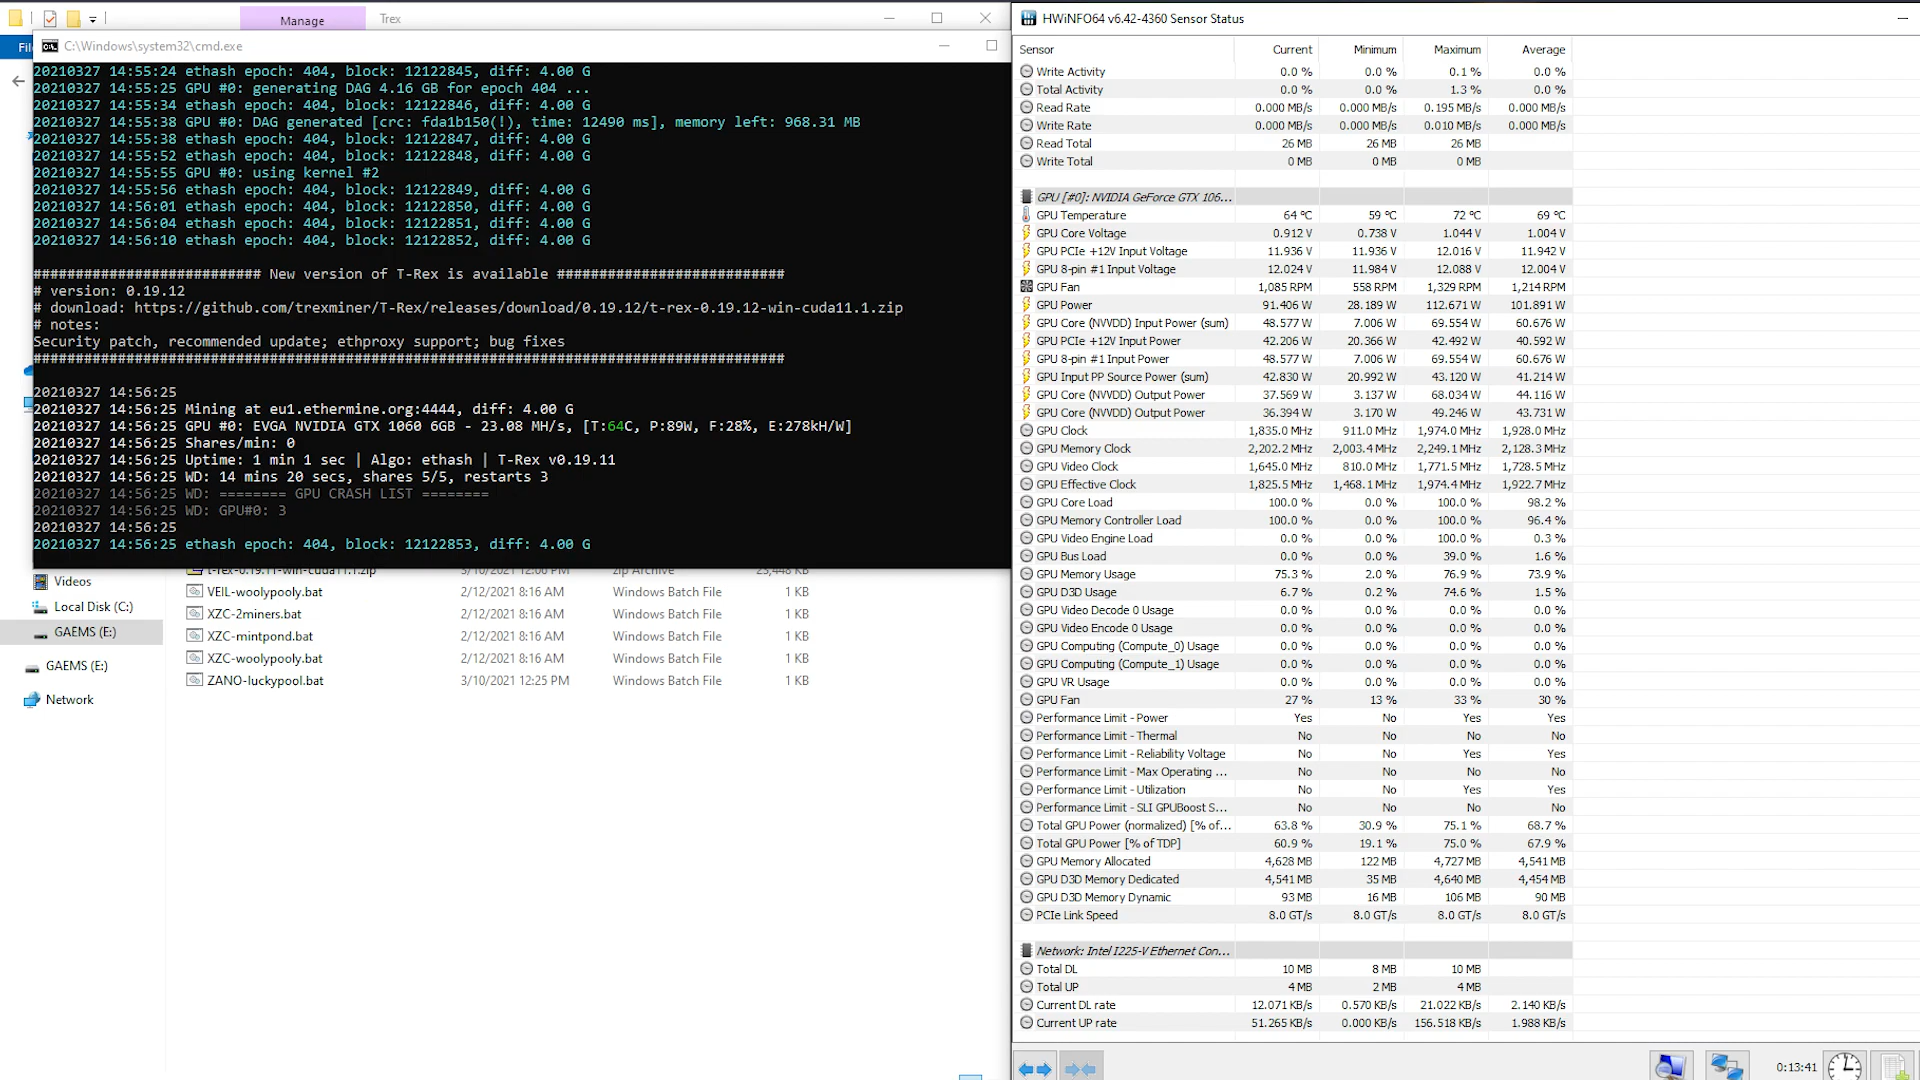 Manage
Trex
Fil
C:\Windows\system32\cmd.exe
20210327 14:55:24 ethash epoch: 404, block: 12122845, diff: 4.00 G
20210327 14:55:25 GPU #0: generating DAG 4.16 GB for epoch 404 ...
20210327 14:55:34 ethash epoch: 404, block: 12122846, diff: 4.00 G
20210327 14:55:38 GPU #0: DAG generated [crc: fda1b150(!), time: 12490 ms], memory left: 968.31 MB
20210327 14:55:38 ethash epoch: 404, block: 12122847, diff: 4.00 G
20210327 14:55:52 ethash epoch: 404, block: 12122848, diff: 4.00 G
20210327 14:55:55 GPU #0: using kernel #2
20210327 14:55:56 ethash epoch: 404, block: 12122849, diff: 4.00 G
20210327 14:56:01 ethash epoch: 404, block: 12122850, diff: 4.00 G
20210327 14:56:04 ethash epoch: 404, block: 12122851, diff: 4.00 G
20210327 14:56:10 ethash epoch: 404, block: 12122852, diff: 4.00 G
########################### New version of T-Rex is available ###########################
# version: 0.19.12
# download: https://github.com/trexminer/T-Rex/releases/download/0.19.12/t-rex-0.19.12-win-cuda11.1.zip
# notes:
Security patch, recommended update; ethproxy support; bug fixes
#########################################################################################
20210327 14:56:25
20210327 14:56:25 Mining at eu1.ethermine.org:4444, diff: 4.00 G
20210327 14:56:25 GPU #0: EVGA NVIDIA GTX 1060 6GB - 23.08 MH/s, [T:64C, P:89W, F:28%, E:278kH/W]
20210327 14:56:25 Shares/min: 0
20210327 14:56:25 Uptime: 1 min 1 sec | Algo: ethash | T-Rex v0.19.11
20210327 14:56:25 WD: 14 mins 20 secs, shares 5/5, restarts 3
20210327 14:56:25 WD: ======== GPU CRASH LIST ========
20210327 14:56:25 WD: GPU#0: 3
20210327 14:56:25
20210327 14:56:25 ethash epoch: 404, block: 12122853, diff: 4.00 G
t-rex-0.19.11-win-cuda11.1.zip 3/10/2021 12:06 PM zip Archive 23,448 KB
Videos
Local Disk (C:)
GAEMS (E:)
GAEMS (E:)
Network
VEIL-woolypooly.bat 2/12/2021 8:16 AM Windows Batch File 1 KB
XZC-2miners.bat 2/12/2021 8:16 AM Windows Batch File 1 KB
XZC-mintpond.bat 2/12/2021 8:16 AM Windows Batch File 1 KB
XZC-woolypooly.bat 2/12/2021 8:16 AM Windows Batch File 1 KB
ZANO-luckypool.bat 3/10/2021 12:25 PM Windows Batch File 1 KB
HWiNFO64 v6.42-4360 Sensor Status
Sensor Current Minimum Maximum Average
Write Activity 0.0 % 0.0 % 0.1 % 0.0 %
Total Activity 0.0 % 0.0 % 1.3 % 0.0 %
Read Rate 0.000 MB/s 0.000 MB/s 0.195 MB/s 0.000 MB/s
Write Rate 0.000 MB/s 0.000 MB/s 0.010 MB/s 0.000 MB/s
Read Total 26 MB 26 MB 26 MB
Write Total 0 MB 0 MB 0 MB
GPU [#0]: NVIDIA GeForce GTX 106...
GPU Temperature 64 °C 59 °C 72 °C 69 °C
GPU Core Voltage 0.912 V 0.738 V 1.044 V 1.004 V
GPU PCIe +12V Input Voltage 11.936 V 11.936 V 12.016 V 11.942 V
GPU 8-pin #1 Input Voltage 12.024 V 11.984 V 12.088 V 12.004 V
GPU Fan 1,085 RPM 558 RPM 1,329 RPM 1,214 RPM
GPU Power 91.406 W 28.189 W 112.671 W 101.891 W
GPU Core (NVVDD) Input Power (sum) 48.577 W 7.006 W 69.554 W 60.676 W
GPU PCIe +12V Input Power 42.206 W 20.366 W 42.492 W 40.592 W
GPU 8-pin #1 Input Power 48.577 W 7.006 W 69.554 W 60.676 W
GPU Input PP Source Power (sum) 42.830 W 20.992 W 43.120 W 41.214 W
GPU Core (NVVDD) Output Power 37.569 W 3.137 W 68.034 W 44.116 W
GPU Core (NVVDD) Output Power 36.394 W 3.170 W 49.246 W 43.731 W
GPU Clock 1,835.0 MHz 911.0 MHz 1,974.0 MHz 1,928.0 MHz
GPU Memory Clock 2,202.2 MHz 2,003.4 MHz 2,249.1 MHz 2,128.3 MHz
GPU Video Clock 1,645.0 MHz 810.0 MHz 1,771.5 MHz 1,728.5 MHz
GPU Effective Clock 1,825.5 MHz 1,468.1 MHz 1,974.4 MHz 1,922.7 MHz
GPU Core Load 100.0 % 0.0 % 100.0 % 98.2 %
GPU Memory Controller Load 100.0 % 0.0 % 100.0 % 96.4 %
GPU Video Engine Load 0.0 % 0.0 % 100.0 % 0.3 %
GPU Bus Load 0.0 % 0.0 % 39.0 % 1.6 %
GPU Memory Usage 75.3 % 2.0 % 76.9 % 73.9 %
GPU D3D Usage 6.7 % 0.2 % 74.6 % 1.5 %
GPU Video Decode 0 Usage 0.0 % 0.0 % 0.0 % 0.0 %
GPU Video Encode 0 Usage 0.0 % 0.0 % 0.0 % 0.0 %
GPU Computing (Compute_0) Usage 0.0 % 0.0 % 0.0 % 0.0 %
GPU Computing (Compute_1) Usage 0.0 % 0.0 % 0.0 % 0.0 %
GPU VR Usage 0.0 % 0.0 % 0.0 % 0.0 %
GPU Fan 27 % 13 % 33 % 30 %
Performance Limit - Power Yes No Yes Yes
Performance Limit - Thermal No No No No
Performance Limit - Reliability Voltage No No Yes Yes
Performance Limit - Max Operating ... No No No No
Performance Limit - Utilization No No Yes Yes
Performance Limit - SLI GPUBoost S... No No No No
Total GPU Power (normalized) [% of... 63.8 % 30.9 % 75.1 % 68.7 %
Total GPU Power [% of TDP] 60.9 % 19.1 % 75.0 % 67.9 %
GPU Memory Allocated 4,628 MB 122 MB 4,727 MB 4,541 MB
GPU D3D Memory Dedicated 4,541 MB 35 MB 4,640 MB 4,454 MB
GPU D3D Memory Dynamic 93 MB 16 MB 106 MB 90 MB
PCIe Link Speed 8.0 GT/s 8.0 GT/s 8.0 GT/s 8.0 GT/s
Network: Intel I225-V Ethernet Con...
Total DL 10 MB 8 MB 10 MB
Total UP 4 MB 2 MB 4 MB
Current DL rate 12.071 KB/s 0.570 KB/s 21.022 KB/s 2.140 KB/s
Current UP rate 51.265 KB/s 0.000 KB/s 156.518 KB/s 1.988 KB/s
0:13:41